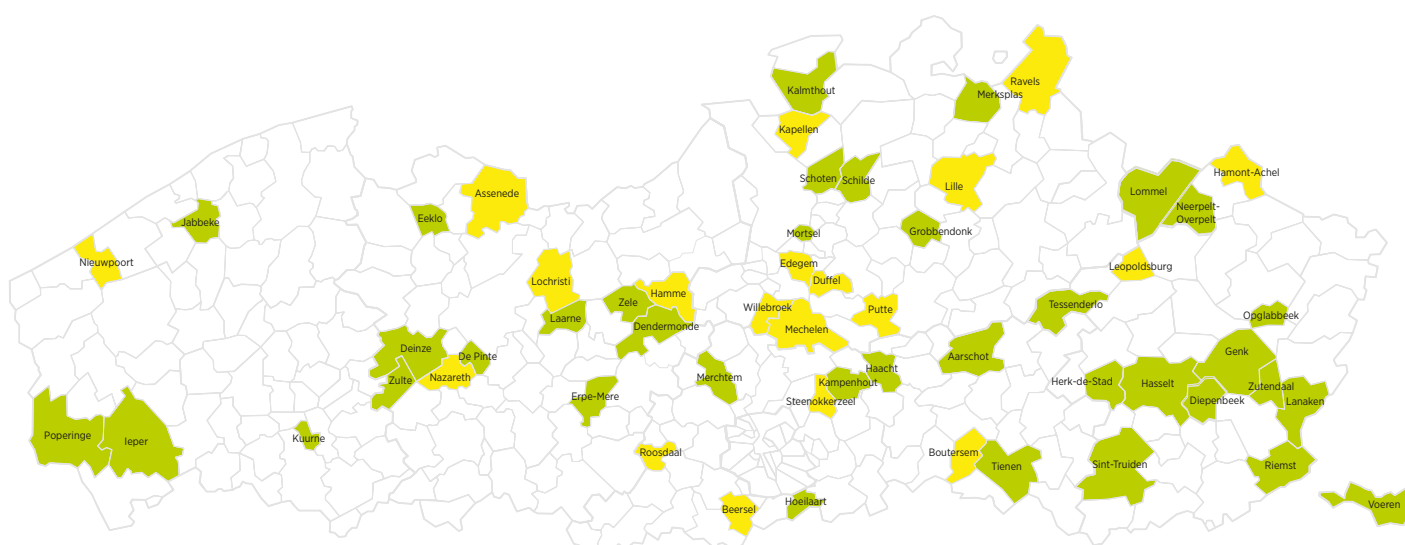 Ravels
Kalmthout
Merksplas
Kapellen
Hamont-Achel
Schoten
Schilde
Lille
Lommel
Assenede
Neerpelt-
Overpelt
Jabbeke
Eeklo
Mortsel
Grobbendonk
Nieuwpoort
Edegem
Leopoldsburg
Lochristi
Duffel
Hamme
Zele
Willebroek
Putte
Tessenderlo
Laarne
Dendermonde
Mechelen
Opglabbeek
Deinze
De Pinte
Aarschot
Genk
Haacht
Zulte
Nazareth
Merchtem
Kampenhout
Herk-de-Stad
Hasselt
Zutendaal
Erpe-Mere
Steenokkerzeel
Diepenbeek
Lanaken
Poperinge
Ieper
Kuurne
Roosdaal
Boutersem
Tienen
Sint-Truiden
Riemst
Hoeilaart
Voeren
Beersel